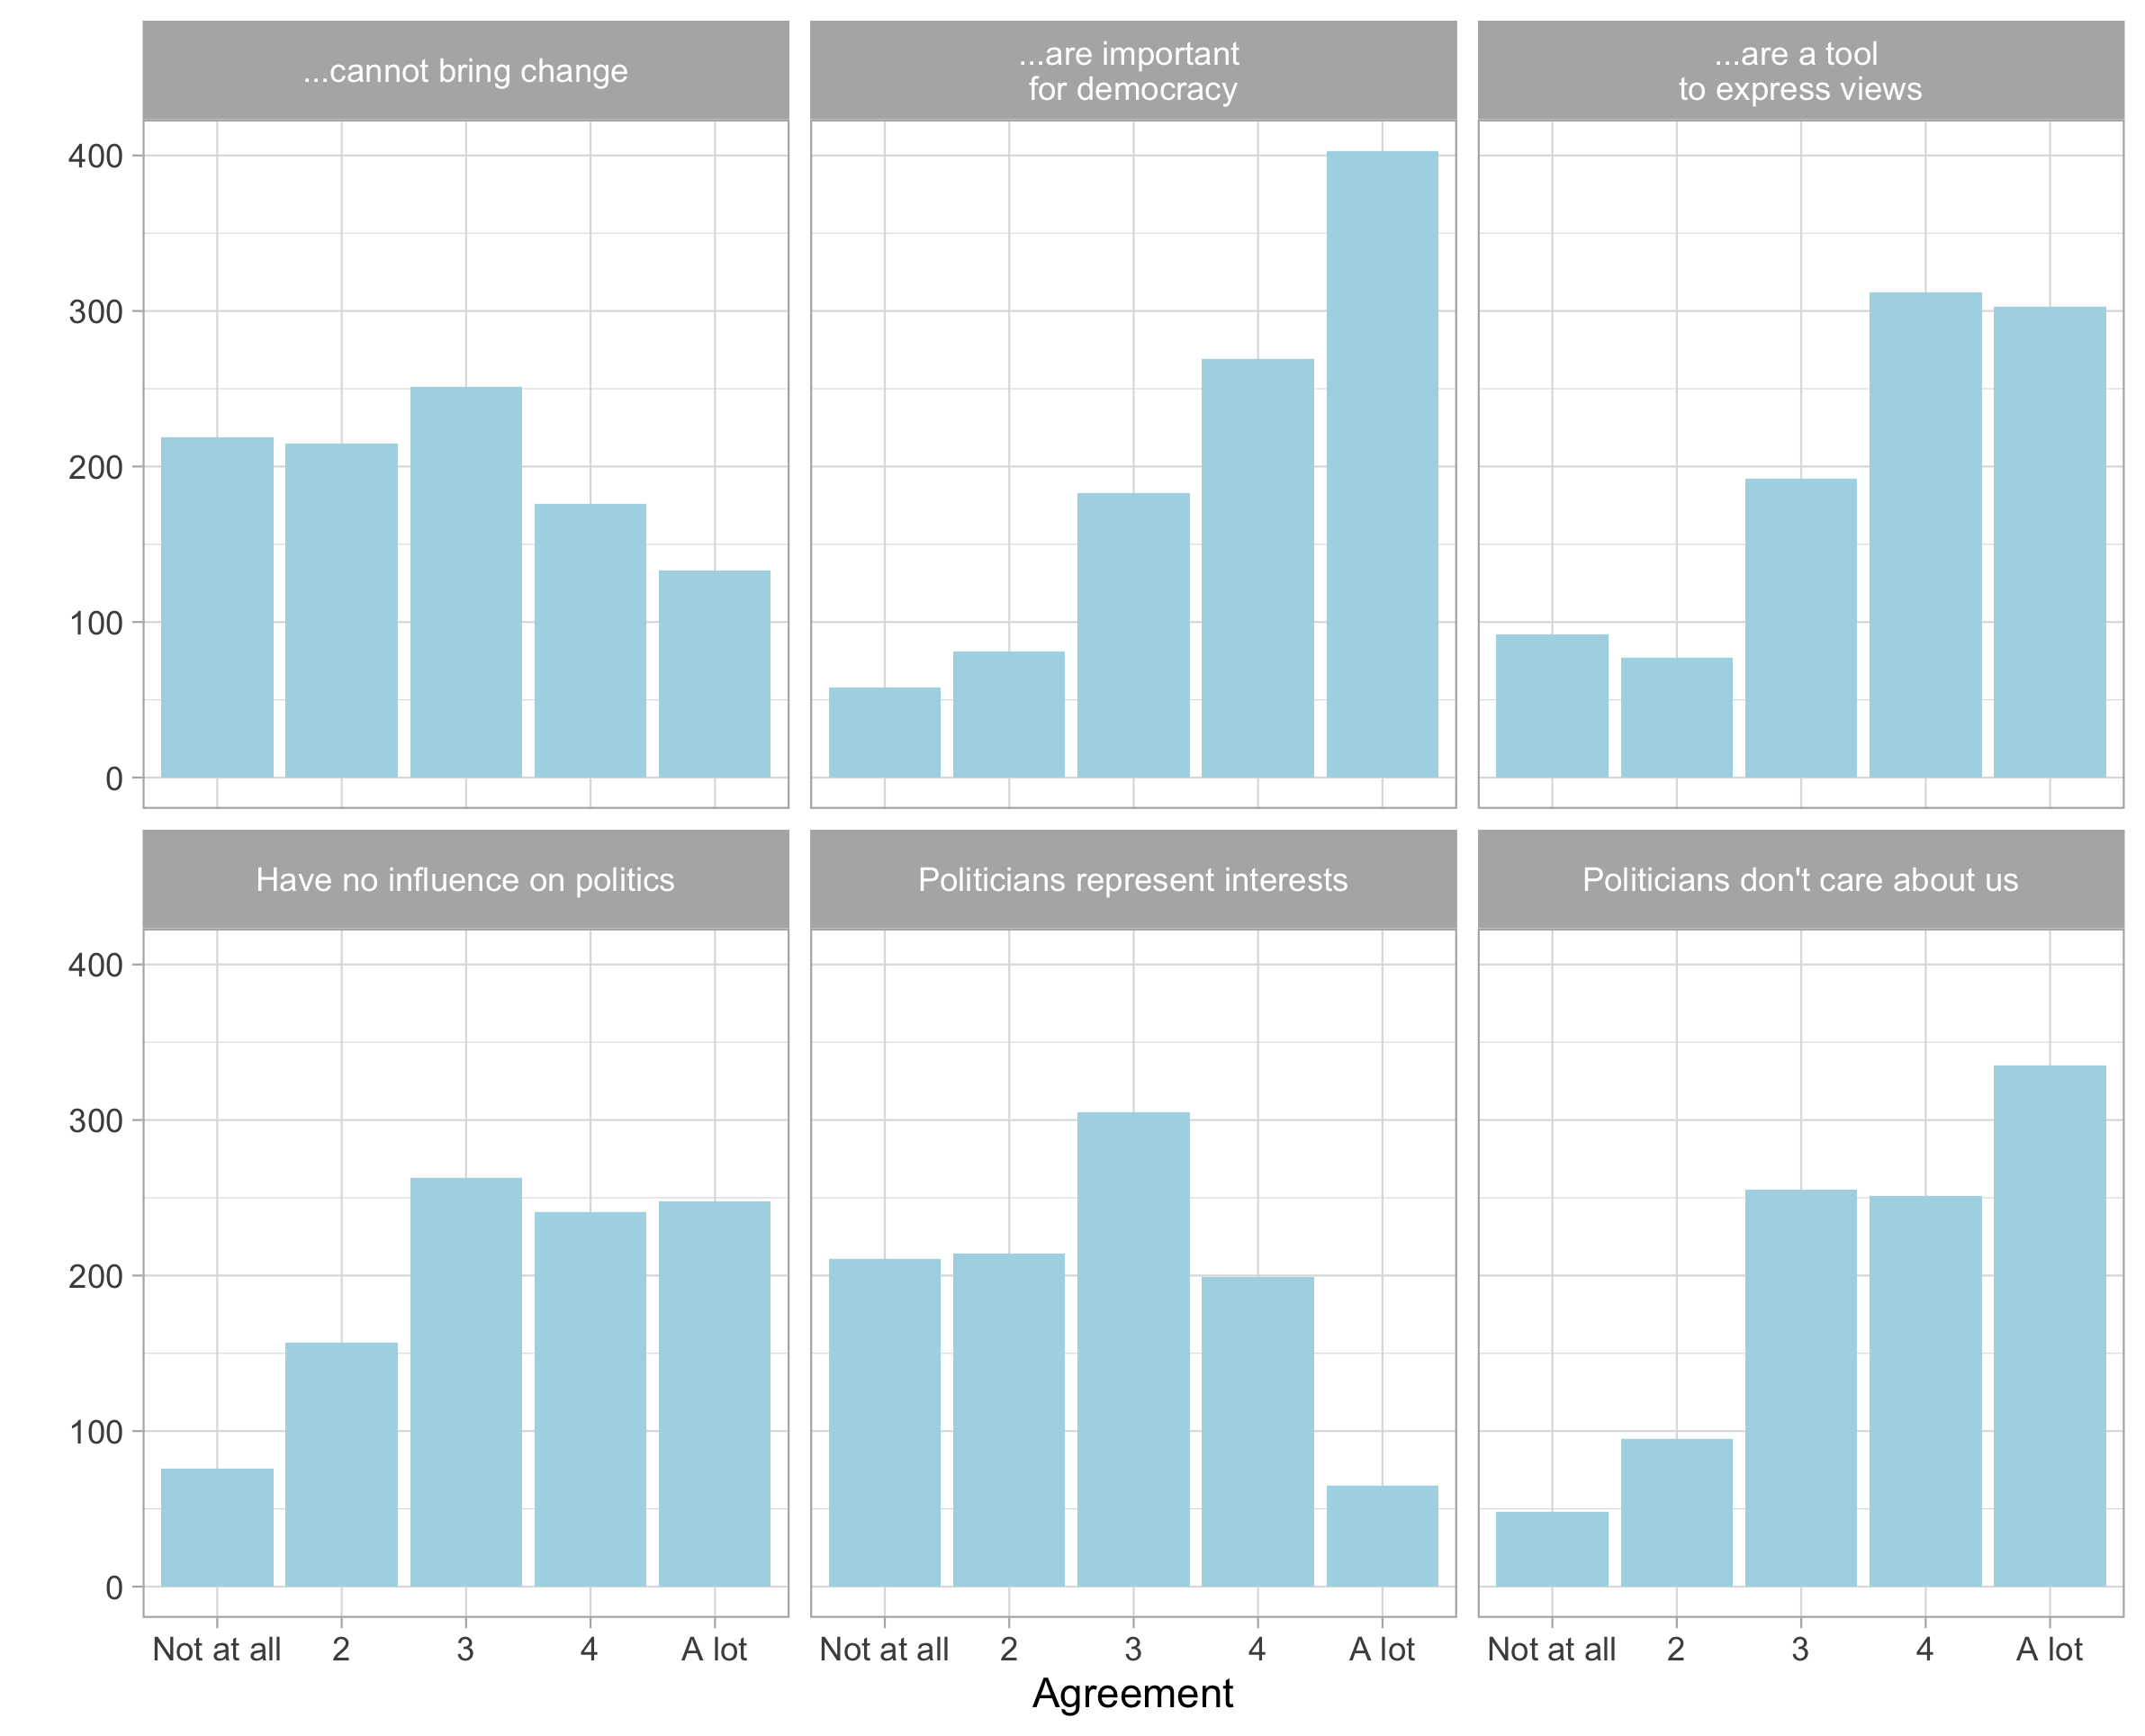 ...cannot bring change
...are important
for democracy
...are a tool
to express views
400
300
200
100
0
Have no influence on politics
Politicians represent interests
Politicians don't care about us
400
300
200
100
0
Not at all 2 3 4 A lot
Not at all 2 3 4 A lot
Not at all 2 3 4 A lot
Agreement